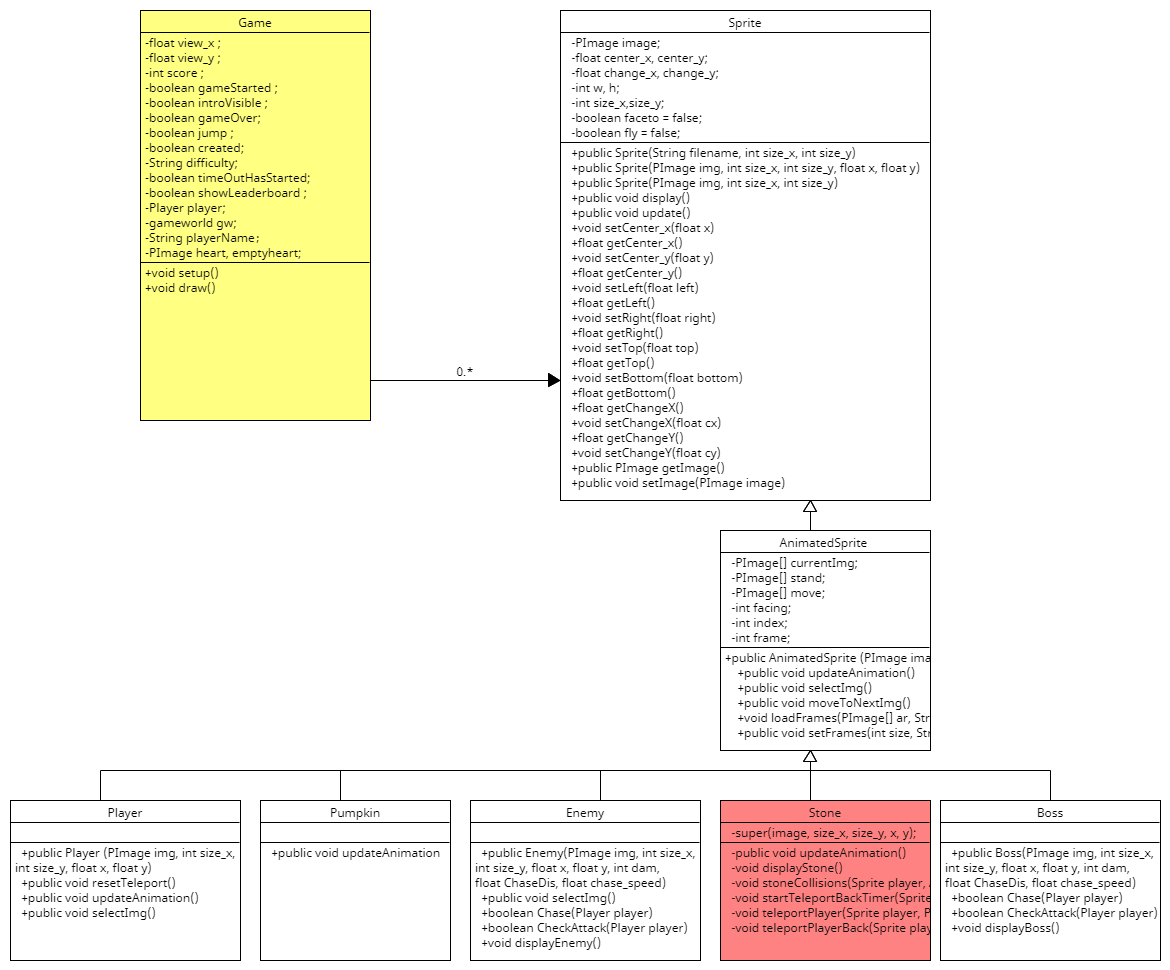 Game
-float view_x ;
-float view_y ;
-int score ;
-boolean gameStarted ;
-boolean introVisible ;
-boolean gameOver;
-boolean jump ;
-boolean created;
-String difficulty;
-boolean timeOutHasStarted;
-boolean showLeaderboard ;
-Player player;
-gameworld gw;
-String playerName;
-PImage heart, emptyheart;
+void setup()
+void draw()
0.*
Sprite
-PImage image;
-float center_x, center_y;
-float change_x, change_y;
-int w, h;
-int size_x,size_y;
-boolean faceto = false;
-boolean fly = false;
+public Sprite(String filename, int size_x, int size_y)
+public Sprite(PImage img, int size_x, int size_y, float x, float y)
+public Sprite(PImage img, int size_x, int size_y)
+public void display()
+public void update()
+void setCenter_x(float x)
+float getCenter_x()
+void setCenter_y(float y)
+float getCenter_y()
+void setLeft(float left)
+float getLeft()
+void setRight(float right)
+float getRight()
+void setTop(float top)
+float getTop()
+void setBottom(float bottom)
+float getBottom()
+float getChangeX()
+void setChangeX(float cx)
+float getChangeY()
+void setChangeY(float cy)
+public PImage getImage()
+public void setImage(PImage image)
AnimatedSprite
-PImage[] currentImg;
-PImage[] stand;
-PImage[] move;
-int facing;
-int index;
-int frame;
+public AnimatedSprite (PImage ima
+public void updateAnimation()
+public void selectImg()
+public void moveToNextImg()
+void loadFrames(PImage[] ar, Str
+public void setFrames(int size, Str
Player
+public Player (PImage img, int size_x,
int size_y, float x, float y)
+public void resetTeleport()
+public void updateAnimation()
+public void selectImg()
Pumpkin
+public void updateAnimation
Enemy
+public Enemy(PImage img, int size_x,
int size_y, float x, float y, int dam,
float ChaseDis, float chase_speed)
+public void selectImg()
+boolean Chase(Player player)
+boolean CheckAttack(Player player)
+void displayEnemy()
Stone
-super(image, size_x, size_y, x, y);
-public void updateAnimation()
-void displayStone()
-void stoneCollisions(Sprite player,
-void startTeleportBackTimer(Sprite
-void teleportPlayer(Sprite player, P
-void teleportPlayerBack(Sprite play
Boss
+public Boss(PImage img, int size_x,
int size_y, float x, float y, int dam,
float ChaseDis, float chase_speed)
+boolean Chase(Player player)
+boolean CheckAttack(Player player)
+void displayBoss()